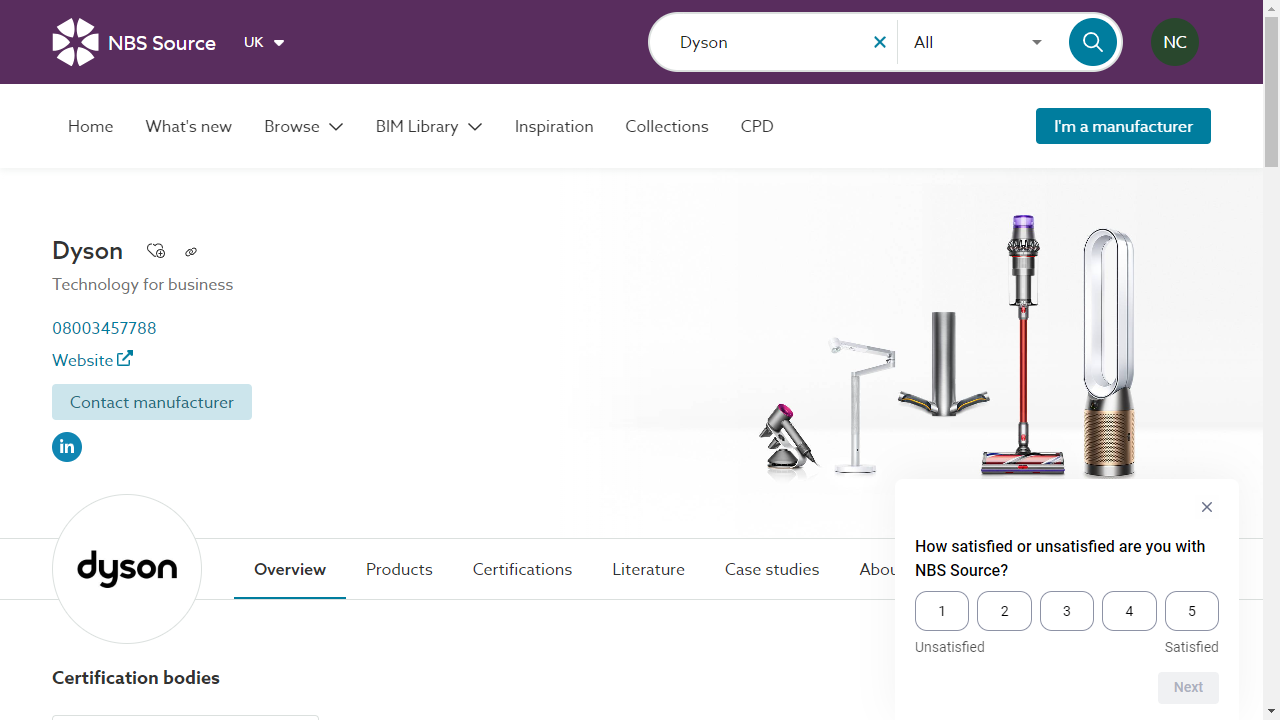 NBS Source
UK
Dyson
All
NC
Home
What's new
Browse
BIM Library
Inspiration
Collections
CPD
I'm a manufacturer
Dyson
Technology for business
08003457788
Website
Contact manufacturer
in
dyson
Overview
Products
Certifications
Literature
Case studies
Abou
How satisfied or unsatisfied are you with
NBS Source?
1
2
3
4
5
Unsatisfied
Satisfied
Next
Certification bodies